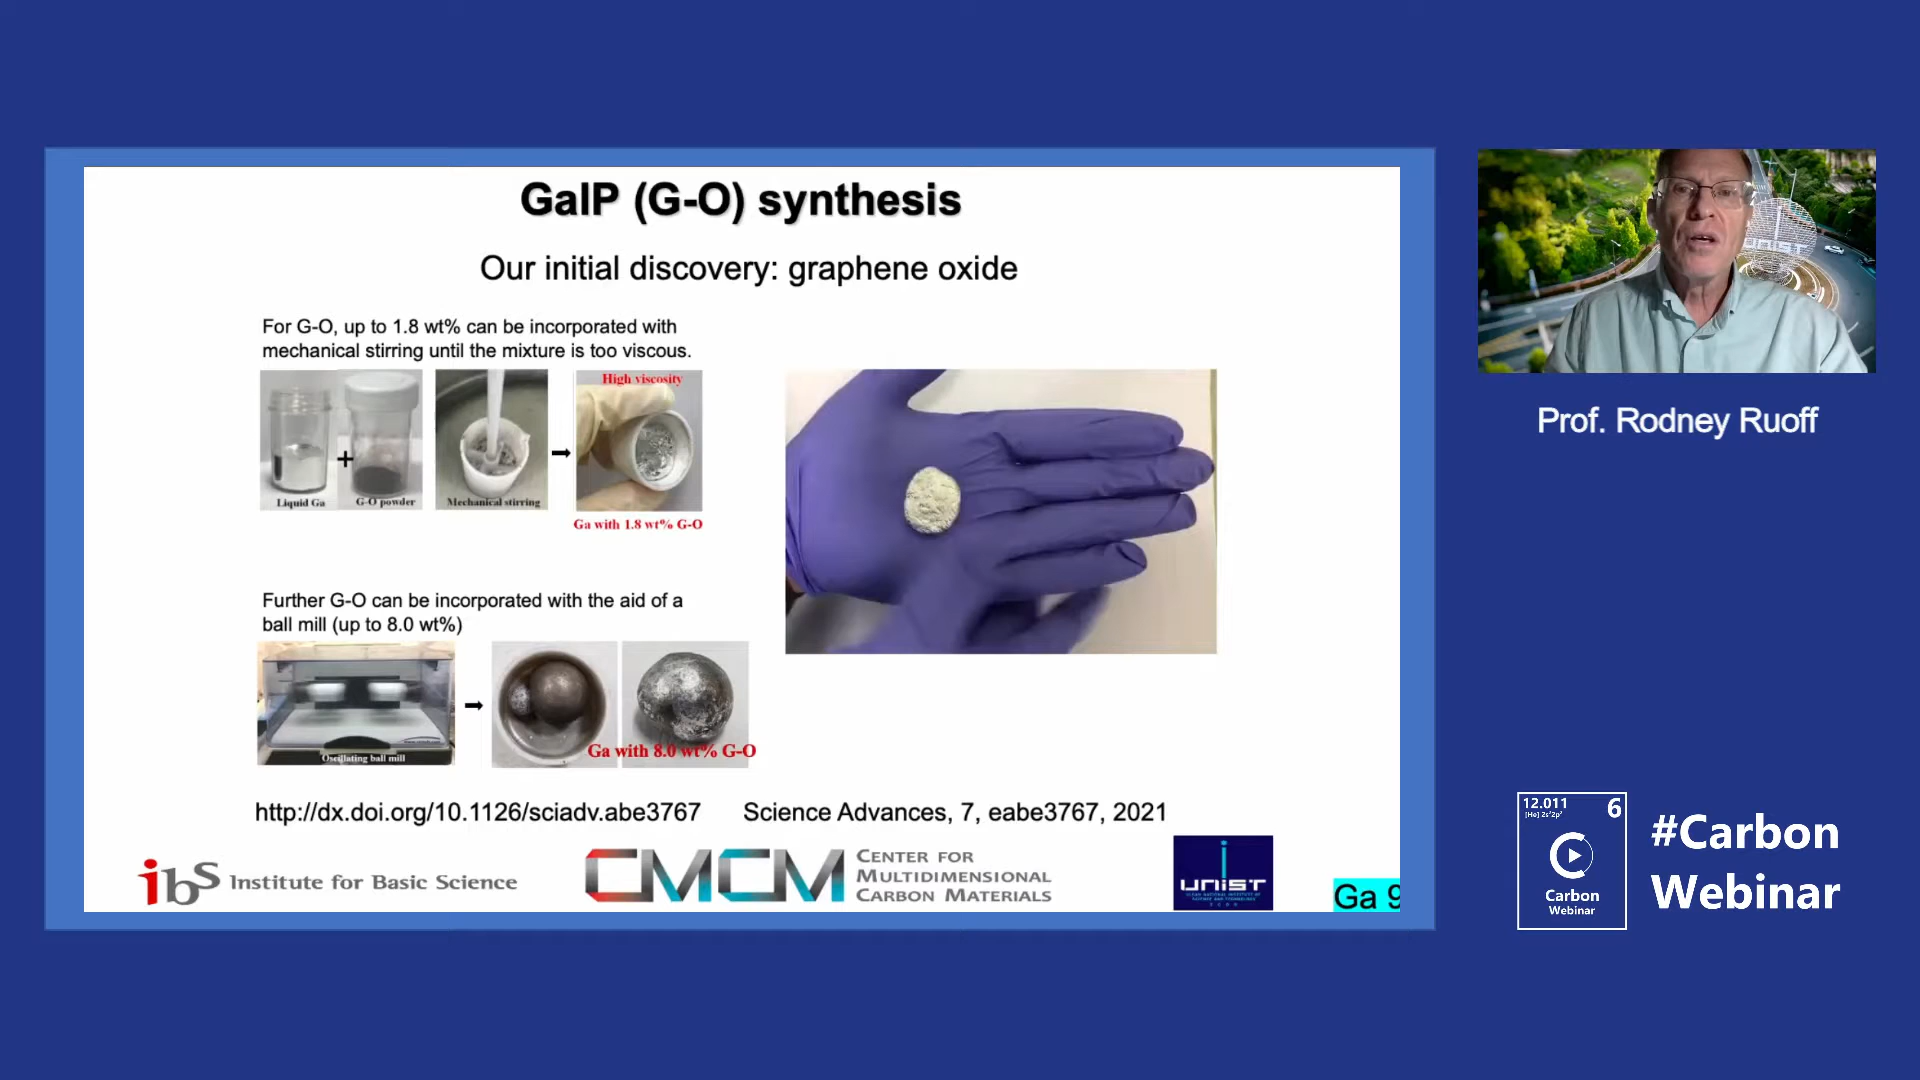 GalP (G-O) synthesis
Our initial discovery: graphene oxide
For G-O, up to 1.8 wt% can be incorporated with
mechanical stirring until the mixture is too viscous.
High viscosity
+
Liquid Ga
G-O powder
Mechanical stirring
Ga with 1.8 wt% G-O
Further G-O can be incorporated with the aid of a
ball mill (up to 8.0 wt%)
Oscillating ball mill
Ga with 8.0 wt% G-O
http://dx.doi.org/10.1126/sciadv.abe3767 Science Advances, 7, eabe3767, 2021
ibS Institute for Basic Science
CMCM CENTER FOR
MULTIDIMENSIONAL
CARBON MATERIALS
UNIST
Ga 9
Prof. Rodney Ruoff
12.011 6
[He] 2s²2p²
Carbon
Webinar
#Carbon
Webinar